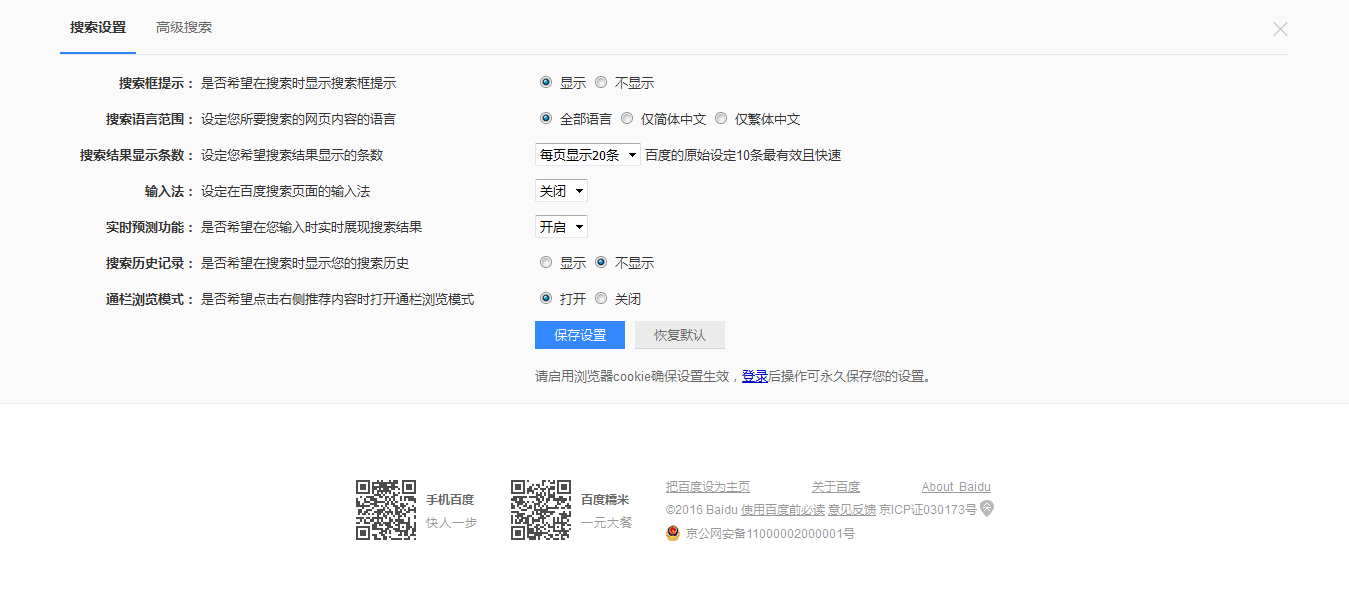 搜索设置 高级搜索
搜索框提示： 是否希望在搜索时显示搜索框提示 显示 不显示
搜索语言范围： 设定您所要搜索的网页内容的语言 全部语言 仅简体中文 仅繁体中文
搜索结果显示条数： 设定您希望搜索结果显示的条数 每页显示20条 百度的原始设定10条最有效且快速
输入法： 设定在百度搜索页面的输入法 关闭
实时预测功能： 是否希望在您输入时实时展现搜索结果 开启
搜索历史记录： 是否希望在搜索时显示您的搜索历史 显示 不显示
通栏浏览模式： 是否希望点击右侧推荐内容时打开通栏浏览模式 打开 关闭
保存设置 恢复默认
请启用浏览器cookie确保设置生效，登录后操作可永久保存您的设置。
手机百度
快人一步
百度糯米
一元大餐
把百度设为主页 关于百度 About Baidu
©2016 Baidu 使用百度前必读 意见反馈 京ICP证030173号
京公网安备11000002000001号